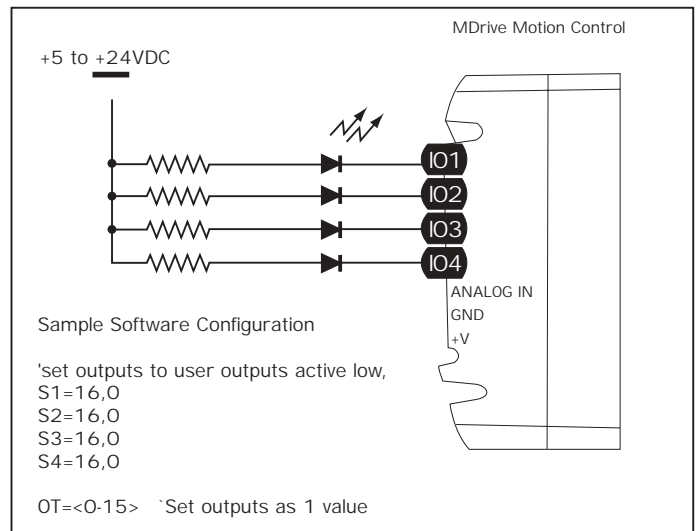 MDrive Motion Control
+5 to +24VDC
IO1
IO2
IO3
IO4
ANALOG IN
GND
+V
Sample Software Configuration
'set outputs to user outputs active low,
S1=16,0
S2=16,0
S3=16,0
S4=16,0
OT=<0-15> `Set outputs as 1 value